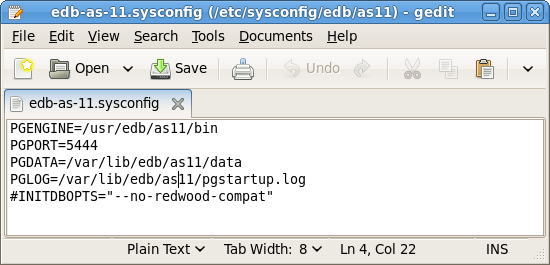 edb-as-11.sysconfig (/etc/sysconfig/edb/as11) - gedit
File Edit View Search Tools Documents Help
Open Save Undo
edb-as-11.sysconfig
PGENGINE=/usr/edb/as11/bin
PGPORT=5444
PGDATA=/var/lib/edb/as11/data
PGLOG=/var/lib/edb/as11/pgstartup.log
#INITDBOPTS="--no-redwood-compat"
Plain Text Tab Width: 8 Ln 4, Col 22 INS